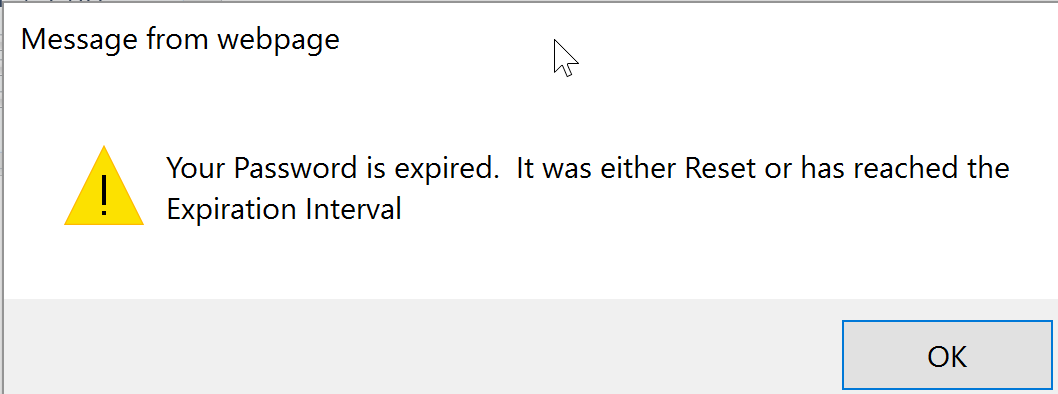 Message from webpage
Your Password is expired.  It was either Reset or has reached the
Expiration Interval
OK